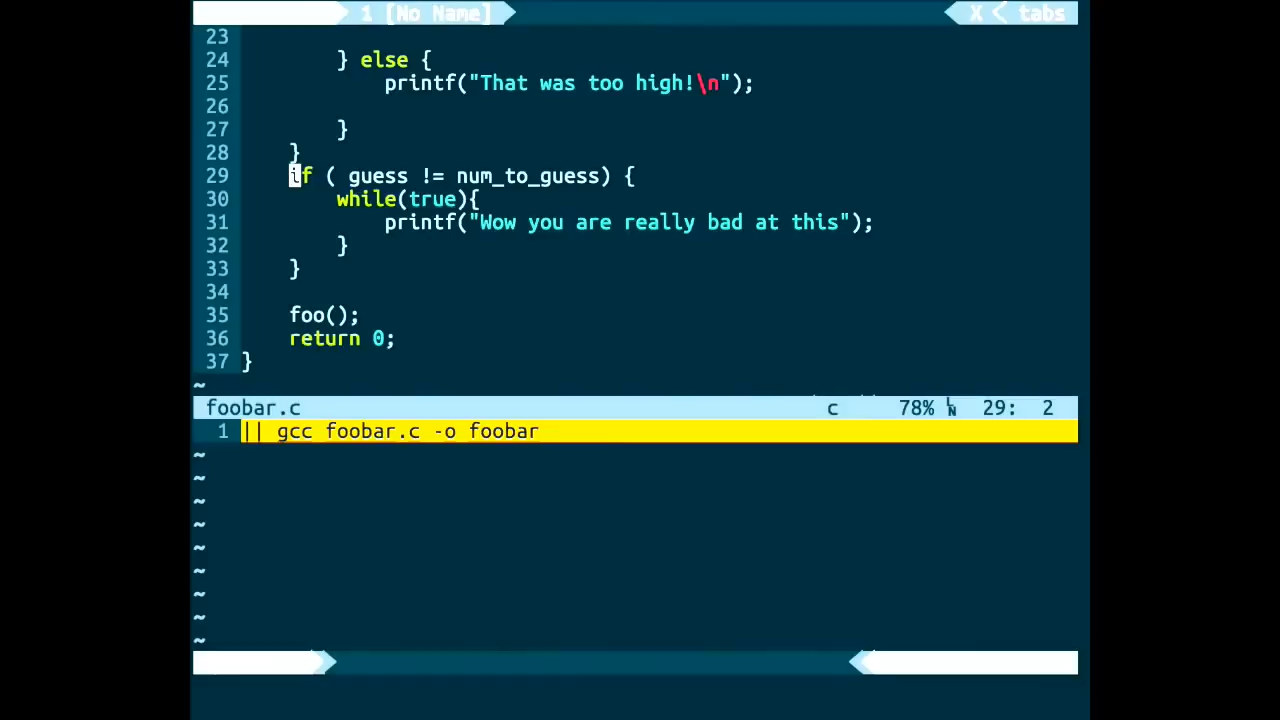 1 [No Name] X < tabs
23
24 } else {
25 printf("That was too high!\n");
26
27 }
28 }
29 if ( guess != num_to_guess) {
30 while(true){
31 printf("Wow you are really bad at this");
32 }
33 }
34
35 foo();
36 return 0;
37 }
~
foobar.c c 78% LN 29: 2
1 || gcc foobar.c -o foobar
~
~
~
~
~
~
~
~
~